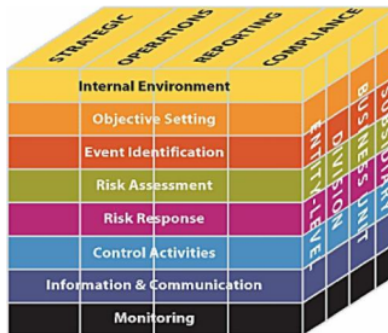 STRATEGIC
OPERATIONS
REPORTING
COMPLIANCE
Internal Environment
Objective Setting
Event Identification
Risk Assessment
Risk Response
Control Activities
Information & Communication
Monitoring
ENTITY-LEVEL
DIVISION
BUSINESS UNIT
SUBSIDIARY